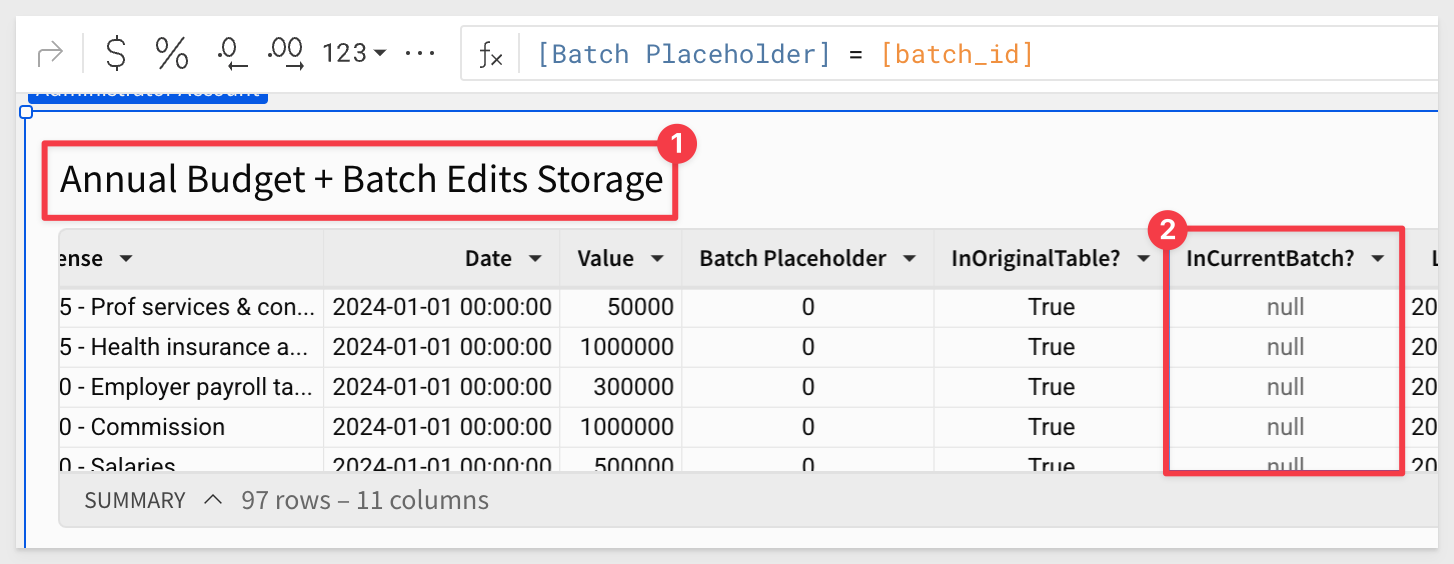 $ % .0 .00 123 ...
fx [Batch Placeholder] = [batch_id]
Administrator Account
1
Annual Budget + Batch Edits Storage
2
ense Date Value Batch Placeholder InOriginalTable? InCurrentBatch? L
5 - Prof services & con... 2024-01-01 00:00:00 50000 0 True null 20
5 - Health insurance a... 2024-01-01 00:00:00 1000000 0 True null 20
0 - Employer payroll ta... 2024-01-01 00:00:00 300000 0 True null 20
0 - Commission 2024-01-01 00:00:00 1000000 0 True null 20
0 - Salaries 2024-01-01 00:00:00 500000 0 True null 20
SUMMARY 97 rows – 11 columns